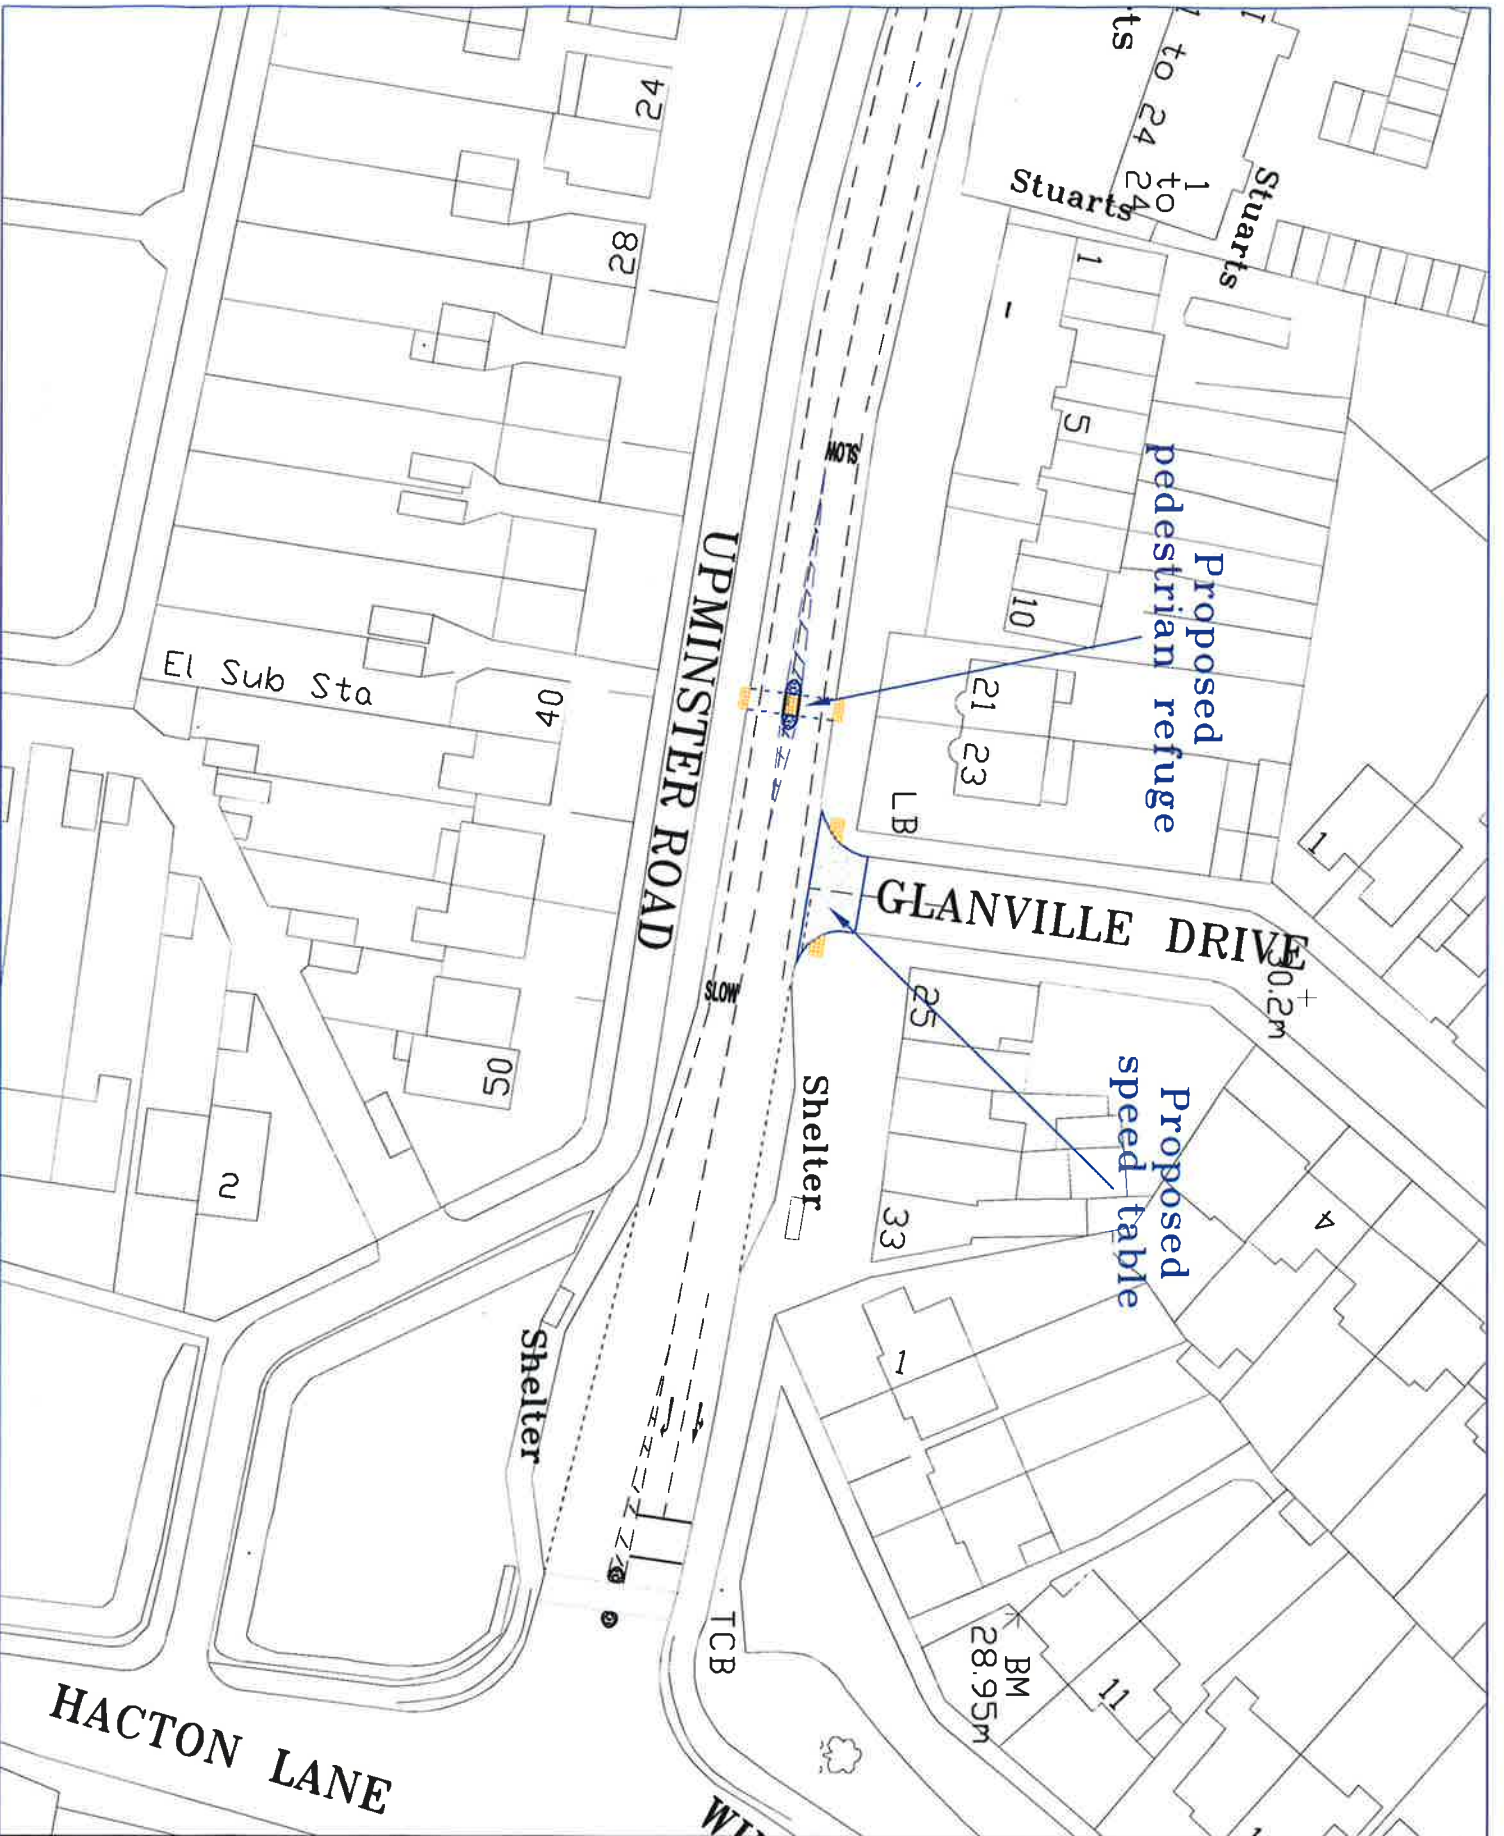 24
28
40
50
2
El Sub Sta
UPMINSTER ROAD
SLOW
SLOW
rts
1 to 24
1
to
24
Stuarts
Stuarts
1
5
10
21
23
LB
Proposed
pedestrian refuge
GLANVILLE DRIVE
30.2m
1
25
33
Shelter
Proposed
speed table
4
1
Shelter
TCB
BM
28.95m
11
HACTON LANE